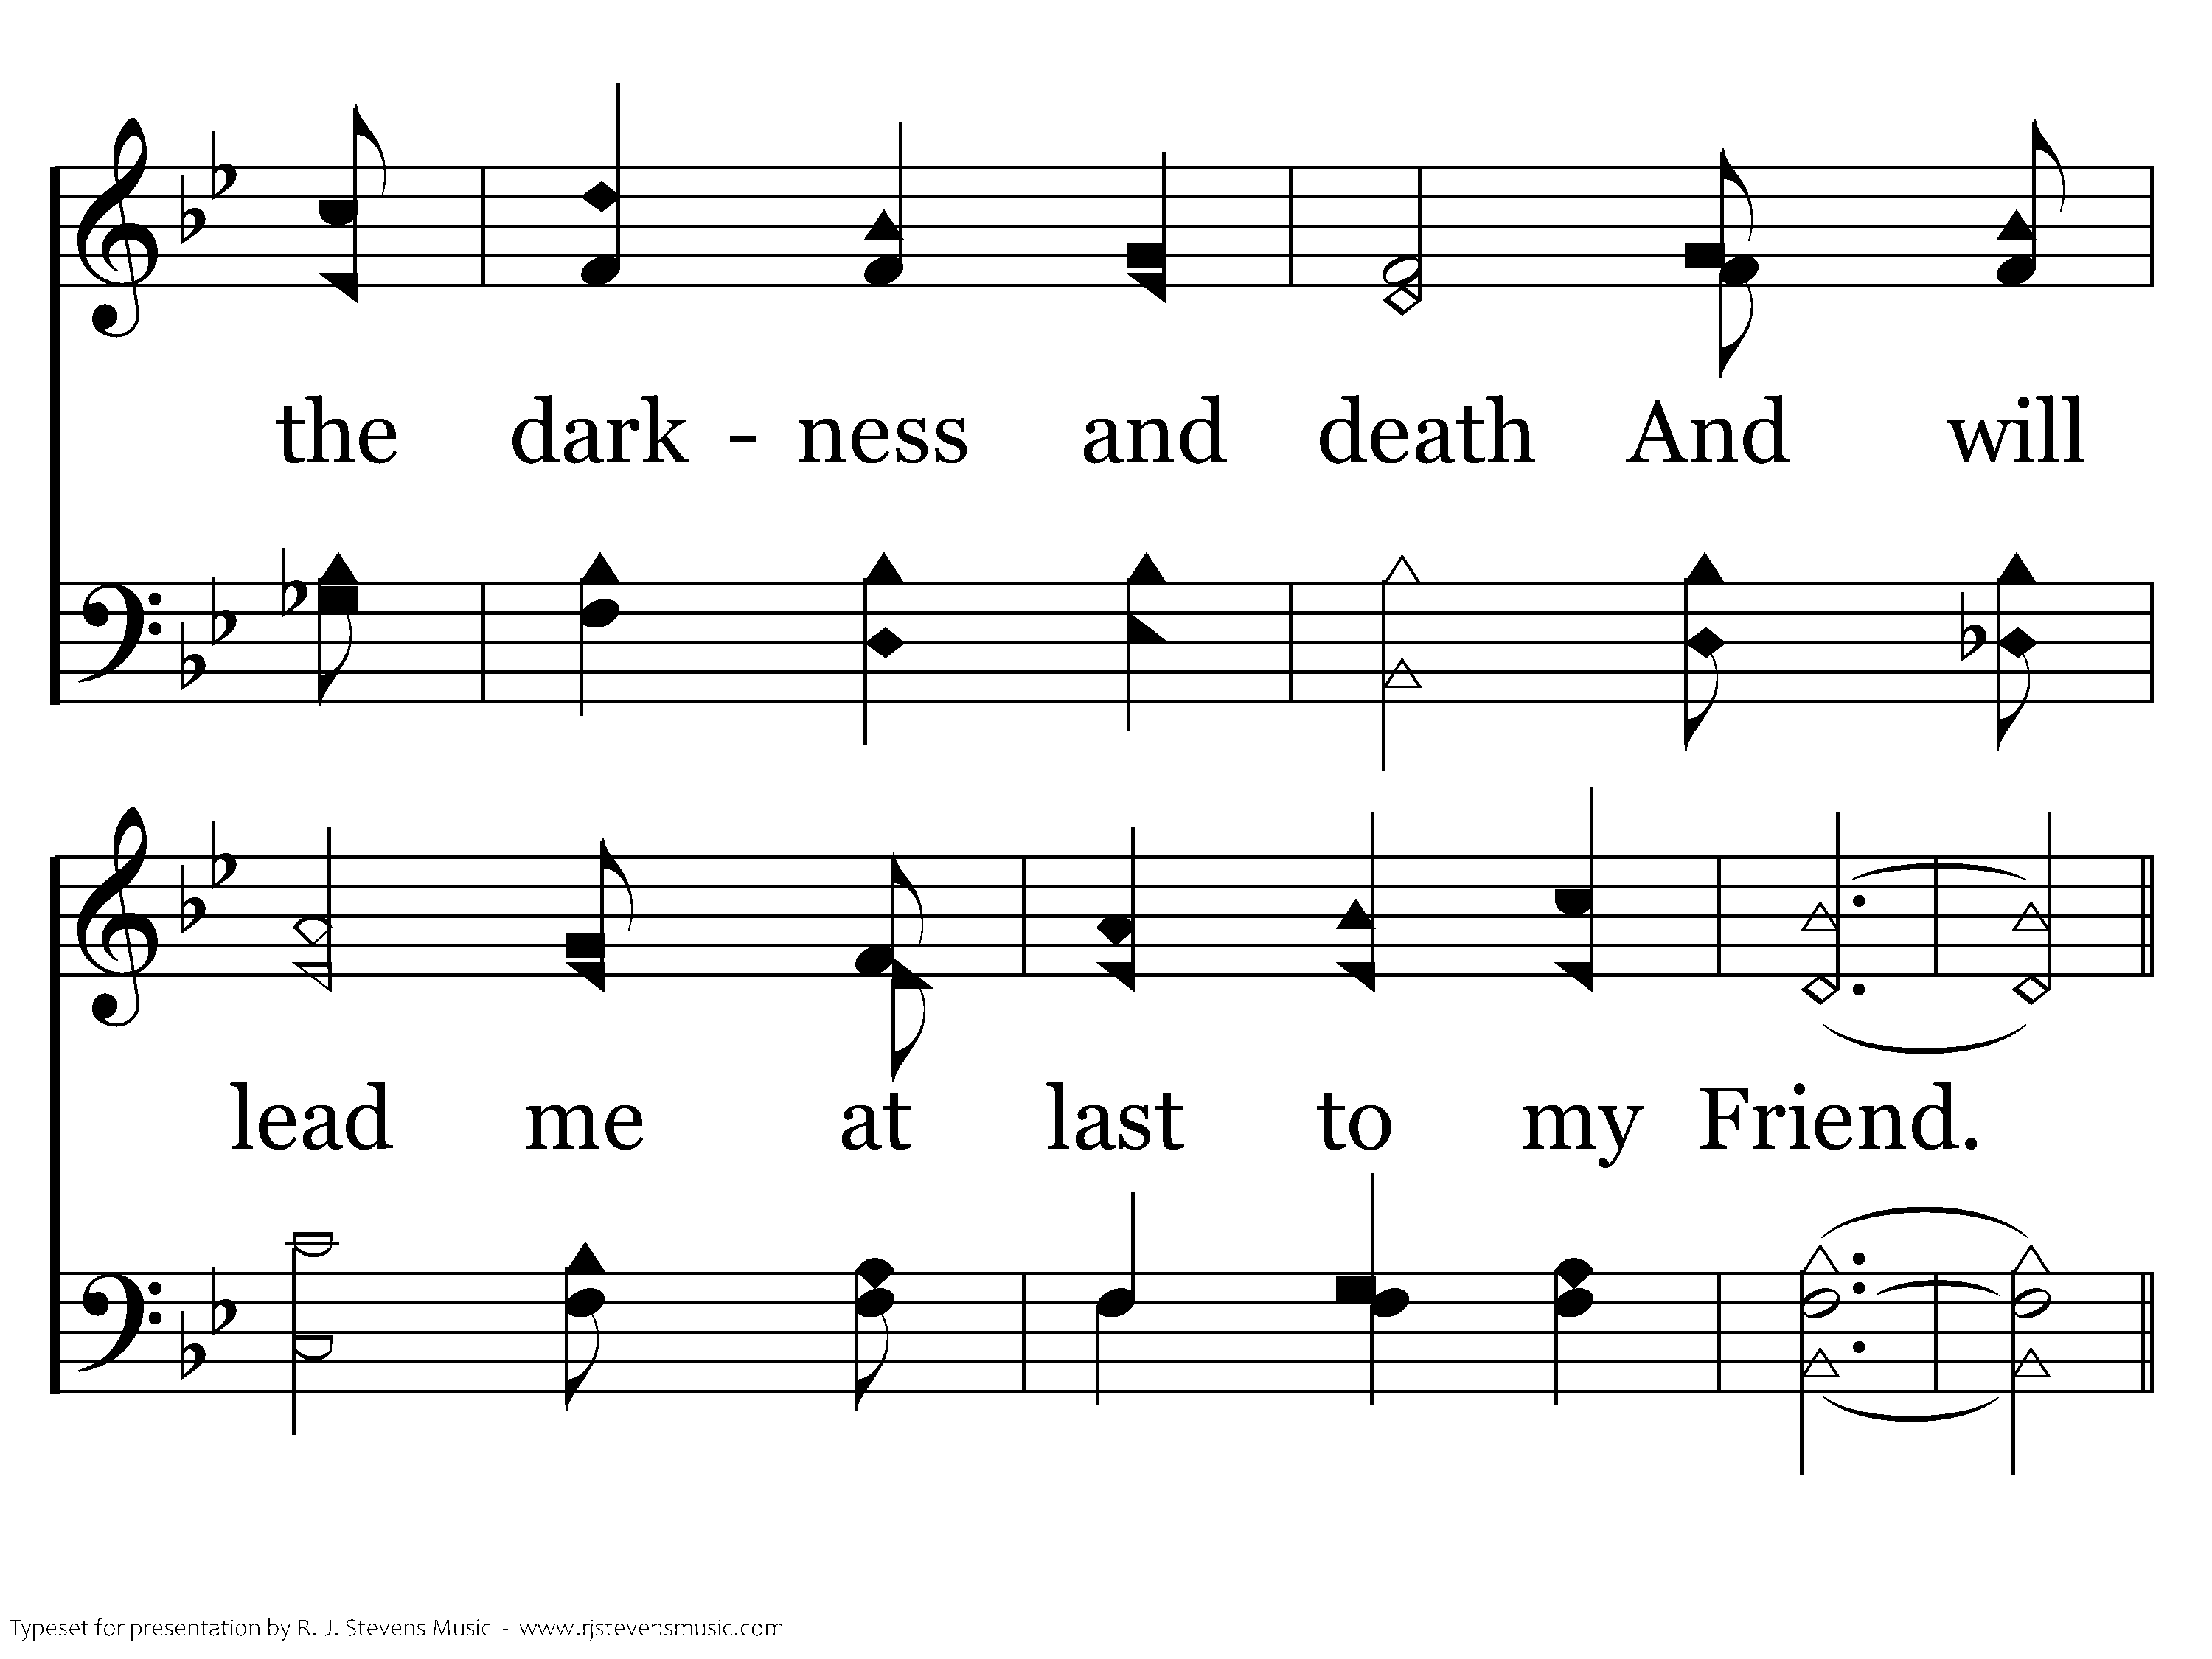 the dark - ness and death And will
lead me at last to my Friend.
Typeset for presentation by R. J. Stevens Music - www.rjstevensmusic.com